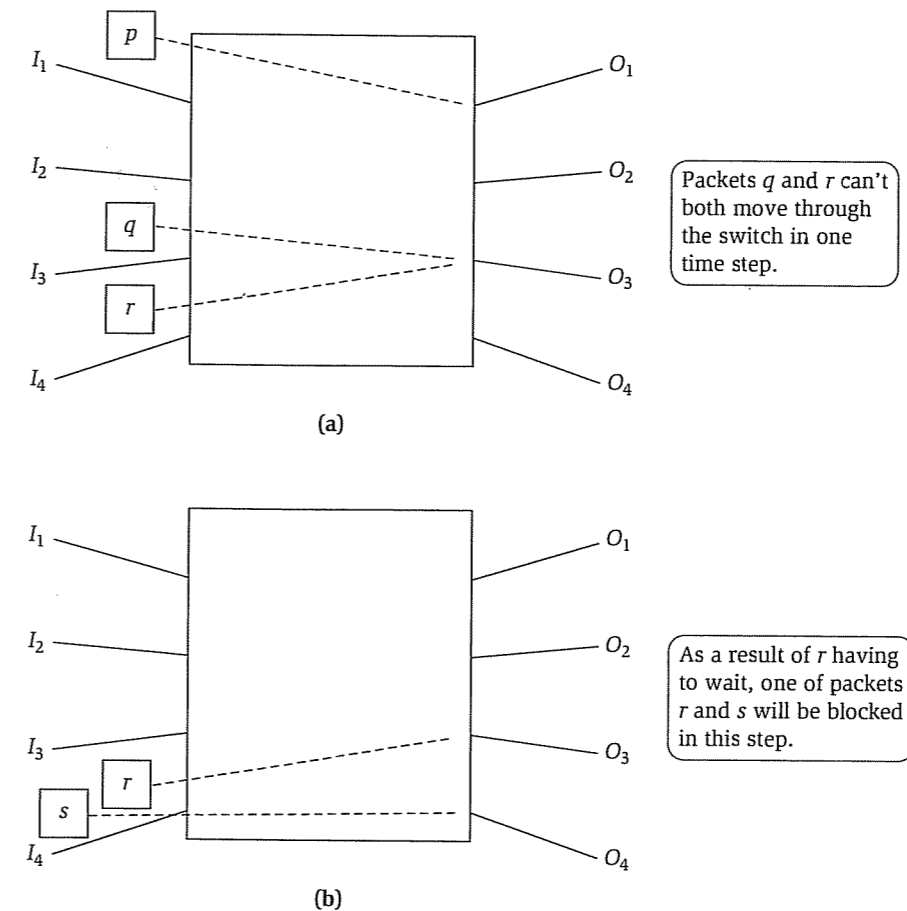 p
I₁
O₁
I₂
O₂
Packets q and r can't
both move through
the switch in one
time step.
q
I₃
O₃
r
I₄
O₄
(a)
I₁
O₁
I₂
O₂
As a result of r having
to wait, one of packets
r and s will be blocked
in this step.
I₃
O₃
r
s
I₄
O₄
(b)